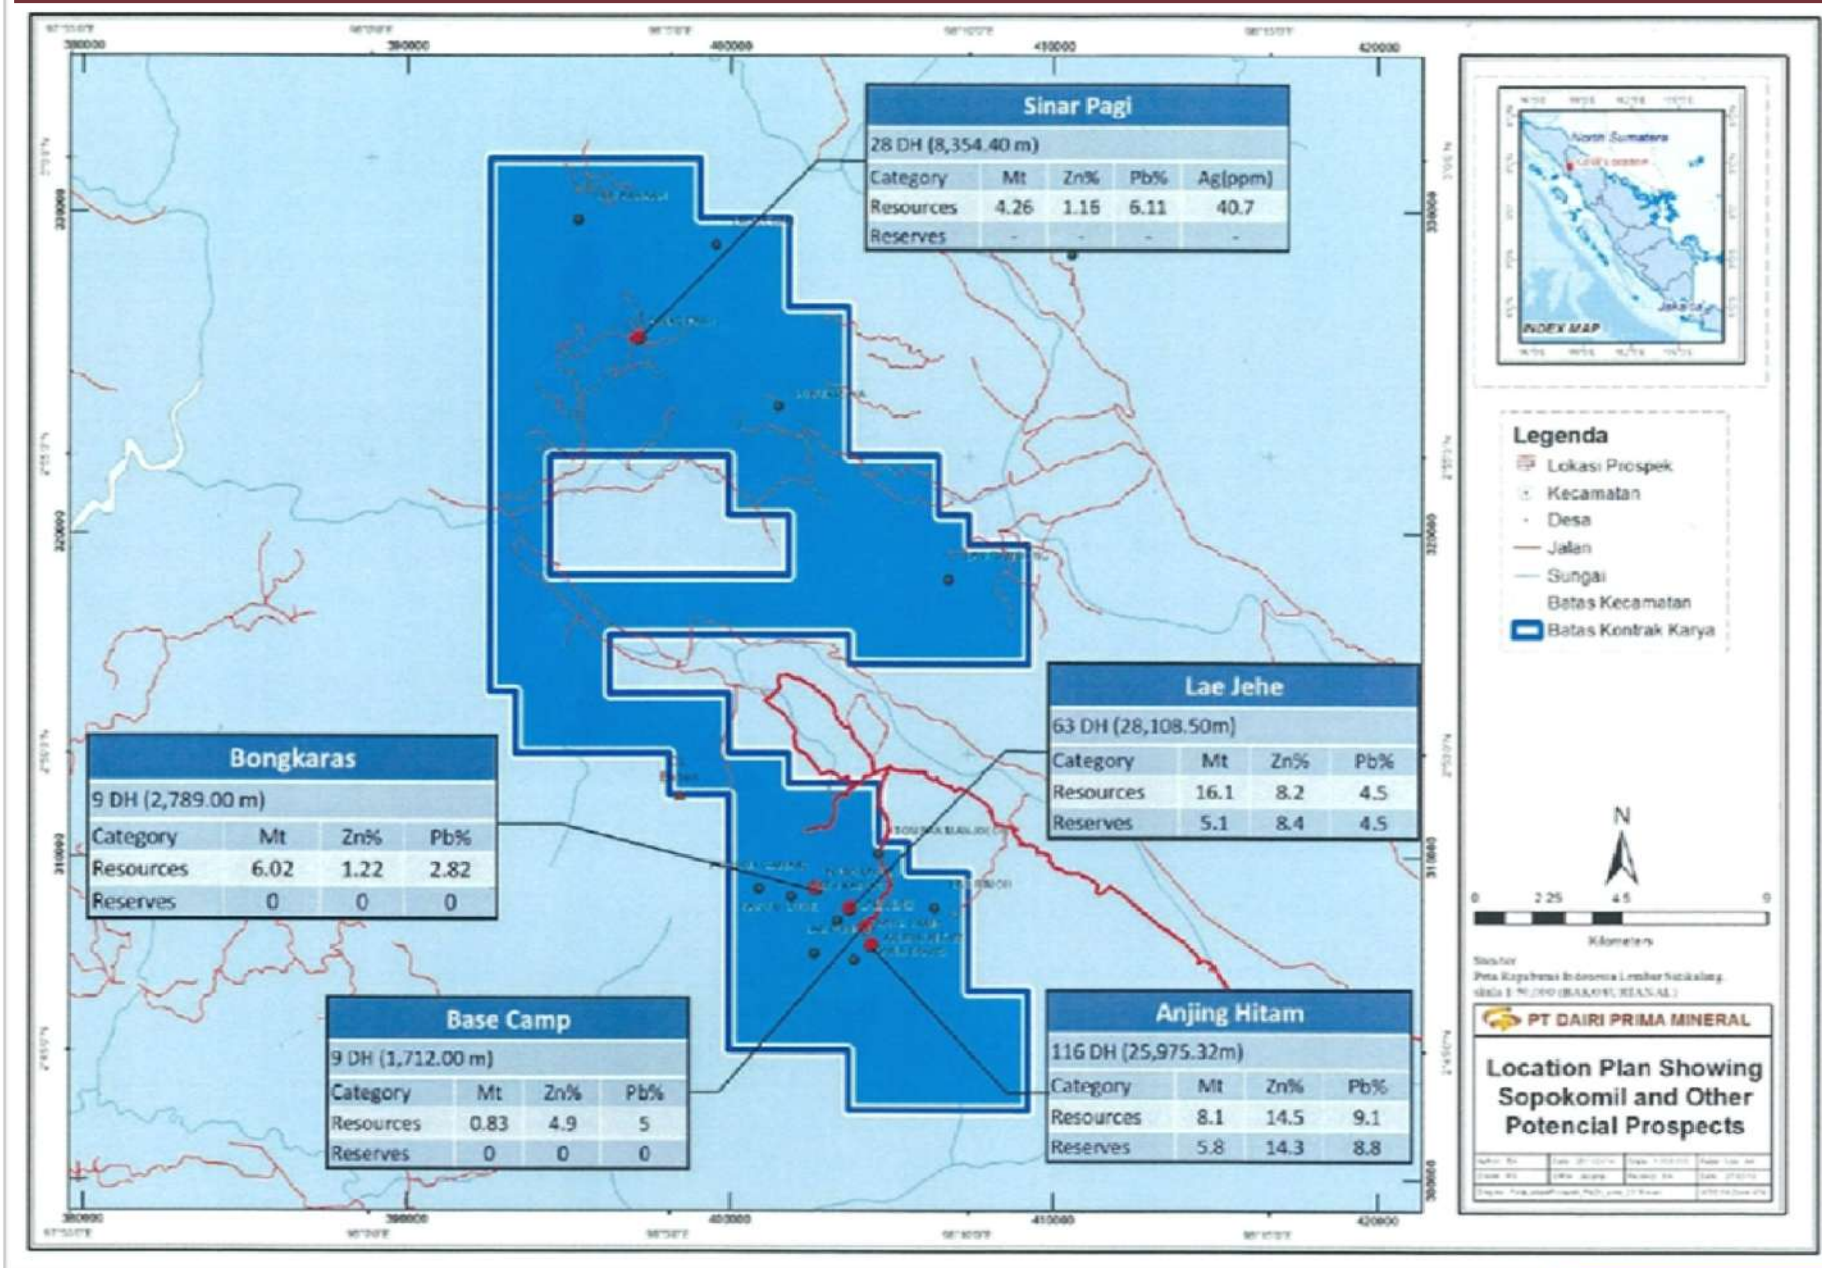 380000 390000 400000 410000 420000
Sinar Pagi
28 DH (8,354.40 m)
Category Mt Zn% Pb% Ag(ppm)
Resources 4.26 1.16 6.11 40.7
Reserves - - - -
North Sumatera
Jakarta
INDEX MAP
Legenda
Lokasi Prospek
Kecamatan
Desa
Jalan
Sungai
Batas Kecamatan
Batas Kontrak Karya
330000
330000
320000
320000
Lae Jehe
63 DH (28,108.50m)
Category Mt Zn% Pb%
Resources 16.1 8.2 4.5
Reserves 5.1 8.4 4.5
Bongkaras
9 DH (2,789.00 m)
Category Mt Zn% Pb%
Resources 6.02 1.22 2.82
Reserves 0 0 0
310000
310000
N
0 2.25 4.5 9
Kilometers
Base Camp
9 DH (1,712.00 m)
Category Mt Zn% Pb%
Resources 0.83 4.9 5
Reserves 0 0 0
Anjing Hitam
116 DH (25,975.32m)
Category Mt Zn% Pb%
Resources 8.1 14.5 9.1
Reserves 5.8 14.3 8.8
PT DAIRI PRIMA MINERAL
Location Plan Showing
Sopokomil and Other
Potencial Prospects
300000
380000 390000 400000 410000 420000